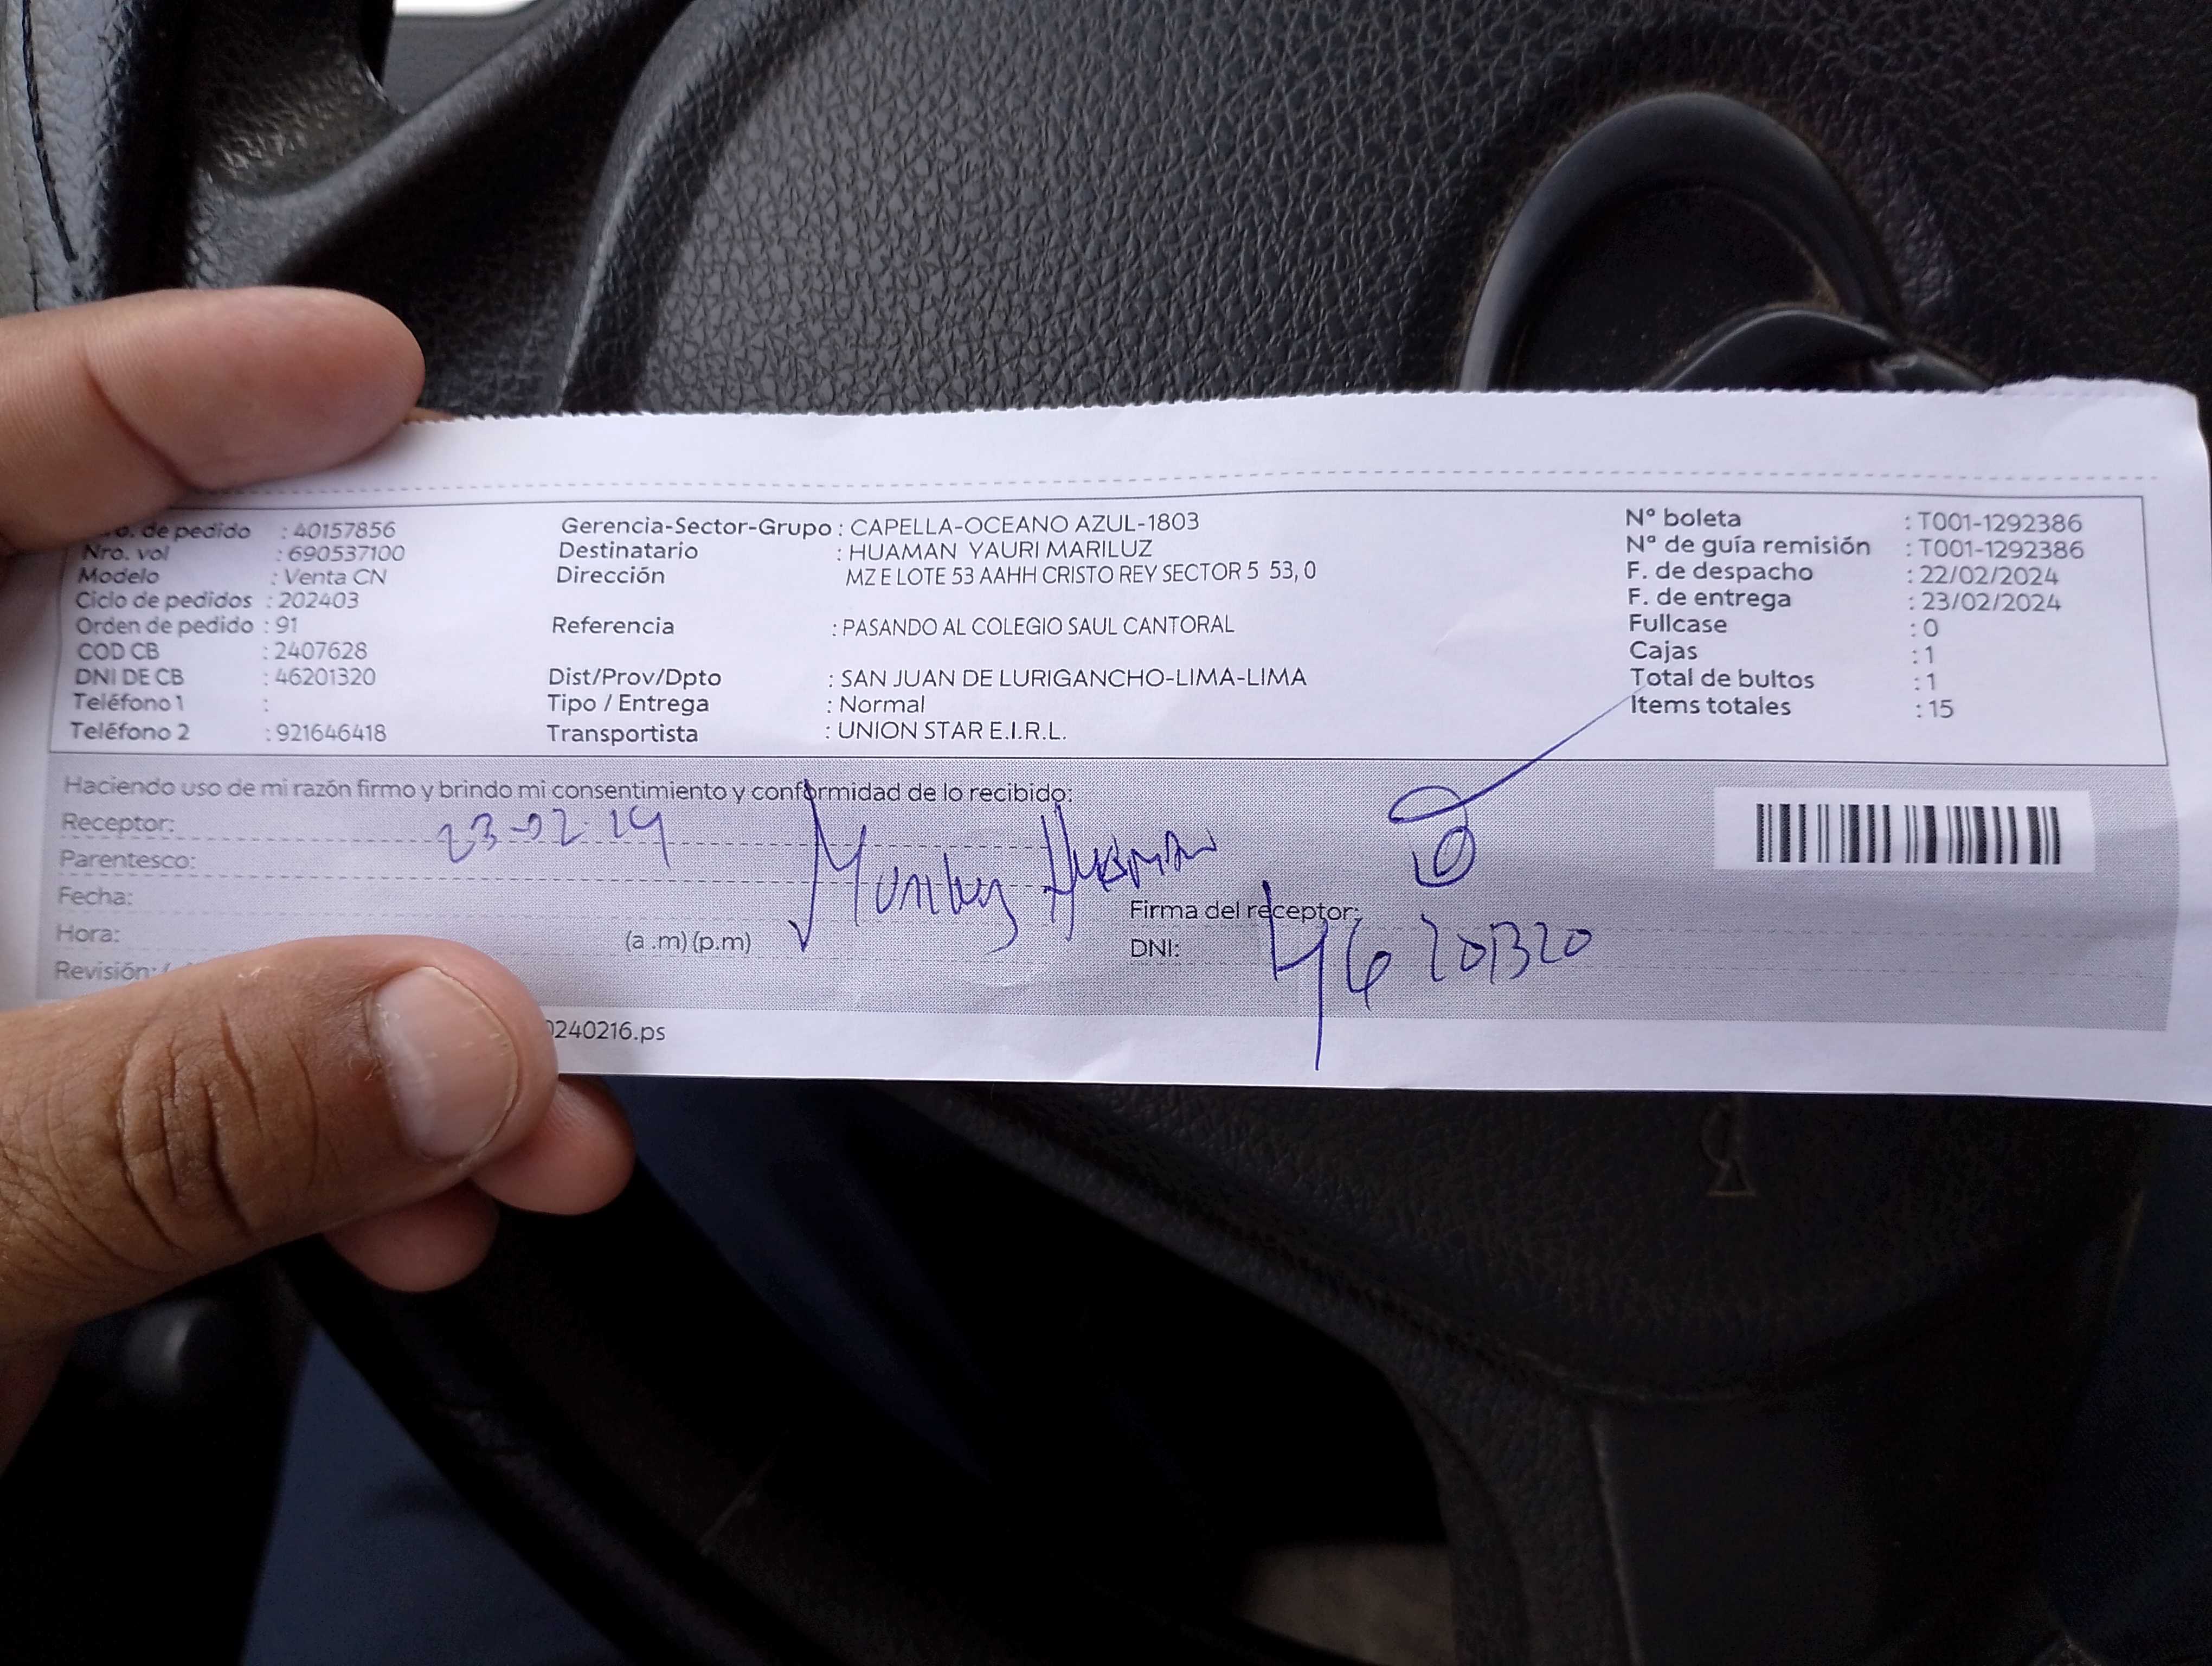 o. de pedido : 40157856
Nro. vol : 690537100
Modelo : Venta CN
Ciclo de pedidos : 202403
Orden de pedido : 91
COD CB : 2407628
DNI DE CB : 46201320
Teléfono 1 :
Teléfono 2 : 921646418
Gerencia-Sector-Grupo : CAPELLA-OCEANO AZUL-1803
Destinatario : HUAMAN YAURI MARILUZ
Dirección MZ E LOTE 53 AAHH CRISTO REY SECTOR 5 53, 0
Referencia : PASANDO AL COLEGIO SAUL CANTORAL
Dist/Prov/Dpto : SAN JUAN DE LURIGANCHO-LIMA-LIMA
Tipo / Entrega : Normal
Transportista : UNION STAR E.I.R.L.
Nº boleta : T001-1292386
Nº de guía remisión : T001-1292386
F. de despacho : 22/02/2024
F. de entrega : 23/02/2024
Fullcase : 0
Cajas : 1
Total de bultos : 1
Items totales : 15
Haciendo uso de mi razón firmo y brindo mi consentimiento y conformidad de lo recibido:
Receptor: 23-02-24
Parentesco:
Fecha:
Hora: (a .m) (p.m)
Revisión:
Huaman
Firma del receptor:
DNI: 46201320
0240216.ps